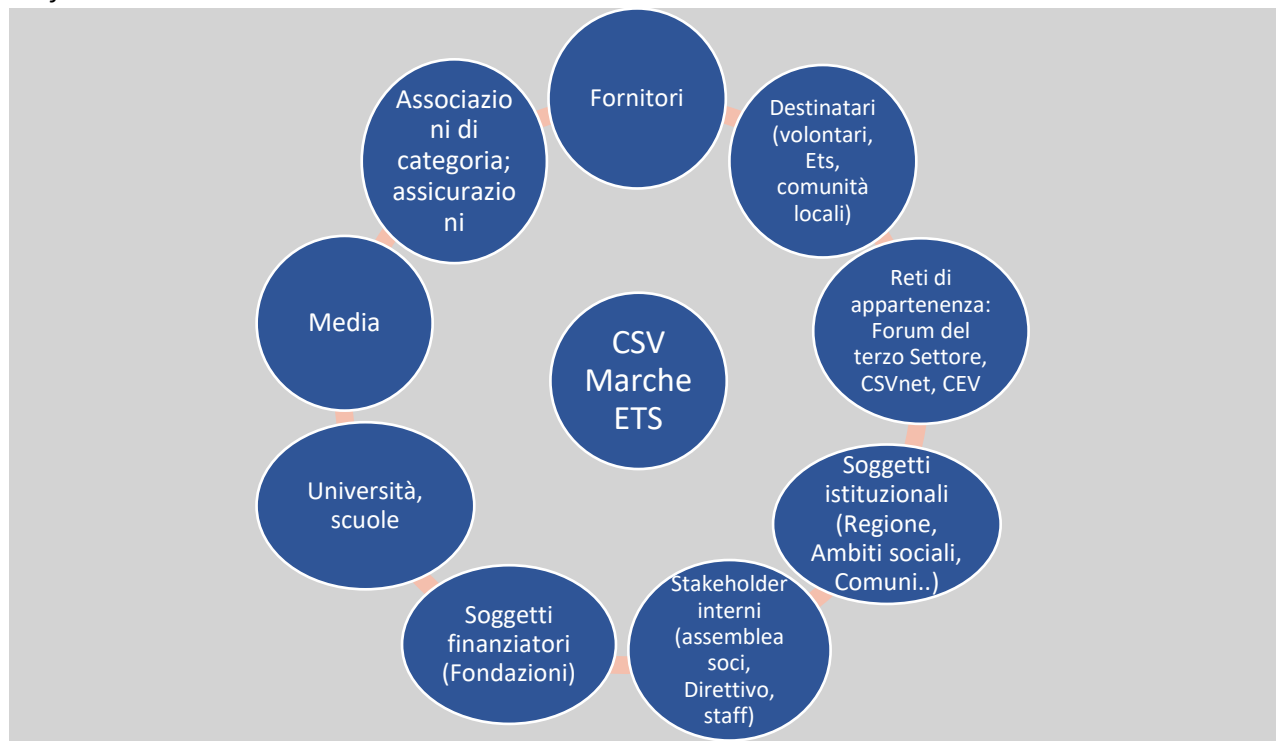 Fornitori
Destinatari
(volontari,
Ets,
comunità
locali)
Reti di
appartenenza:
Forum del
terzo Settore,
CSVnet, CEV
Soggetti
istituzionali
(Regione,
Ambiti sociali,
Comuni..)
Stakeholder
interni
(assemblea
soci,
Direttivo,
staff)
Soggetti
finanziatori
(Fondazioni)
Università,
scuole
Media
Associazio
ni di
categoria;
assicurazio
ni
CSV
Marche
ETS